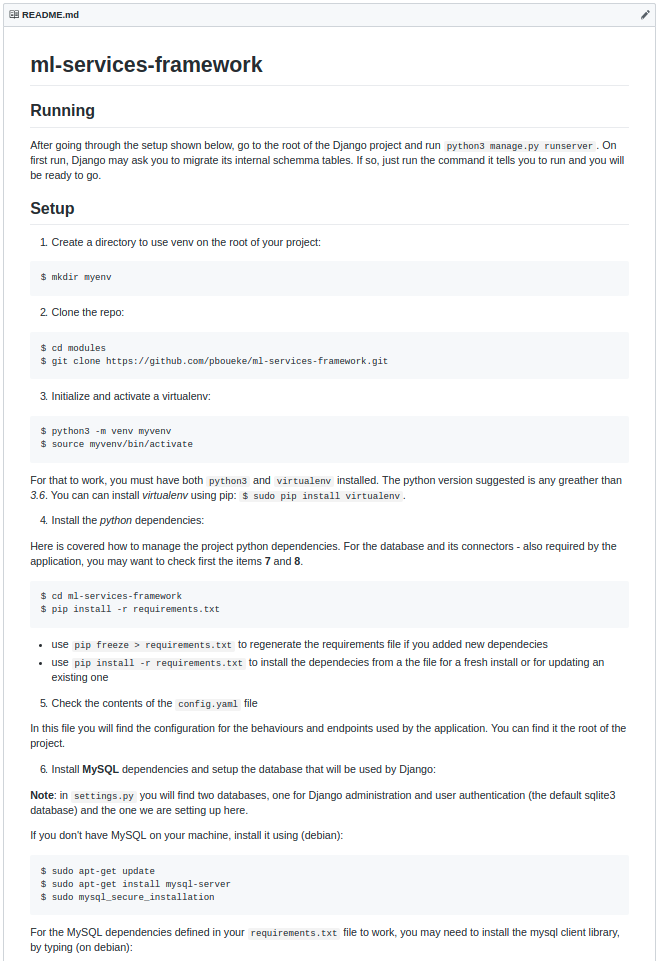 README.md
ml-services-framework
Running
After going through the setup shown below, go to the root of the Django project and run python3 manage.py runserver. On
first run, Django may ask you to migrate its internal schemma tables. If so, just run the command it tells you to run and you will
be ready to go.
Setup
1. Create a directory to use venv on the root of your project:
$ mkdir myenv
2. Clone the repo:
$ cd modules
$ git clone https://github.com/pboueke/ml-services-framework.git
3. Initialize and activate a virtualenv:
$ python3 -m venv myvenv
$ source myvenv/bin/activate
For that to work, you must have both python3 and virtualenv installed. The python version suggested is any greather than
3.6. You can can install virtualenv using pip: $ sudo pip install virtualenv.
4. Install the python dependencies:
Here is covered how to manage the project python dependencies. For the database and its connectors - also required by the
application, you may want to check first the items 7 and 8.
$ cd ml-services-framework
$ pip install -r requirements.txt
• use pip freeze > requirements.txt to regenerate the requirements file if you added new dependecies
• use pip install -r requirements.txt to install the dependecies from a the file for a fresh install or for updating an
existing one
5. Check the contents of the config.yaml file
In this file you will find the configuration for the behaviours and endpoints used by the application. You can find it the root of the
project.
6. Install MySQL dependencies and setup the database that will be used by Django:
Note: in settings.py you will find two databases, one for Django administration and user authentication (the default sqlite3
database) and the one we are setting up here.
If you don't have MySQL on your machine, install it using (debian):
$ sudo apt-get update
$ sudo apt-get install mysql-server
$ sudo mysql_secure_installation
For the MySQL dependencies defined in your requirements.txt file to work, you may need to install the mysql client library,
by typing (on debian):